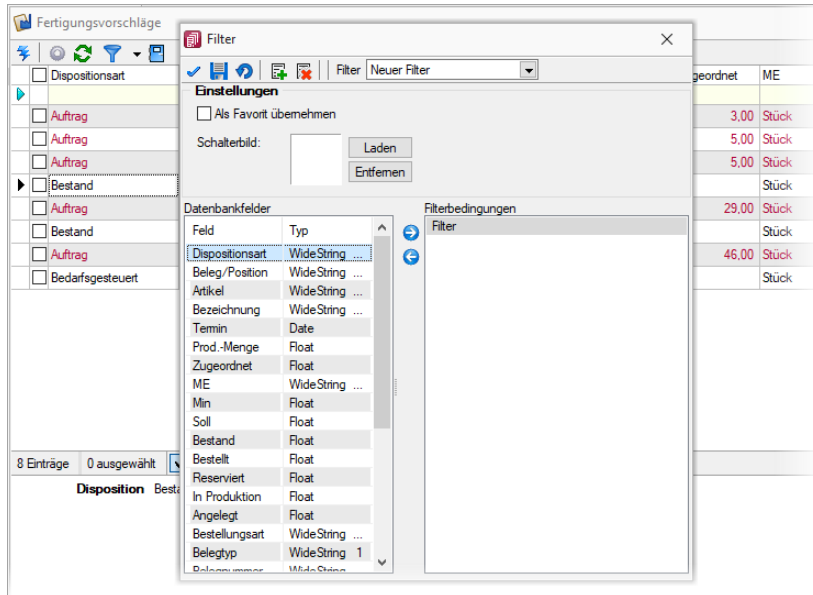 Fertigungsvorschläge
Filter
Filter Neuer Filter
Einstellungen
Als Favorit übernehmen
Schalterbild:
Laden
Entfernen
Dispositionsart
geordnet ME
Auftrag 3,00 Stück
Auftrag 5,00 Stück
Auftrag 5,00 Stück
Bestand Stück
Auftrag 29,00 Stück
Bestand Stück
Auftrag 46,00 Stück
Bedarfsgesteuert Stück
Datenbankfelder
Feld Typ
Dispositionsart WideString ...
Beleg/Position WideString ...
Artikel WideString ...
Bezeichnung WideString ...
Termin Date
Prod.-Menge Float
Zugeordnet Float
ME WideString ...
Min Float
Soll Float
Bestand Float
Bestellt Float
Reserviert Float
In Produktion Float
Angelegt Float
Bestellungsart WideString ...
Belegtyp WideString 1
Belegnummer WideString
Filterbedingungen
Filter
8 Einträge 0 ausgewählt
Disposition Besta